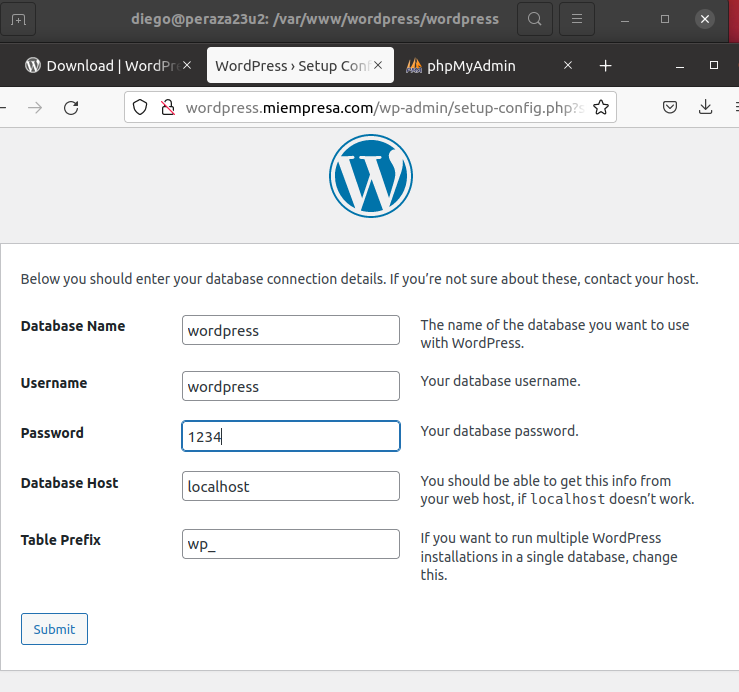 diego@peraza23u2: /var/www/wordpress/wordpress
Download | WordPre
WordPress › Setup Conf
phpMyAdmin
wordpress.miempresa.com/wp-admin/setup-config.php?s
Below you should enter your database connection details. If you’re not sure about these, contact your host.
Database Name
wordpress
The name of the database you want to use
with WordPress.
Username
wordpress
Your database username.
Password
1234
Your database password.
Database Host
localhost
You should be able to get this info from
your web host, if localhost doesn’t work.
Table Prefix
wp_
If you want to run multiple WordPress
installations in a single database, change
this.
Submit